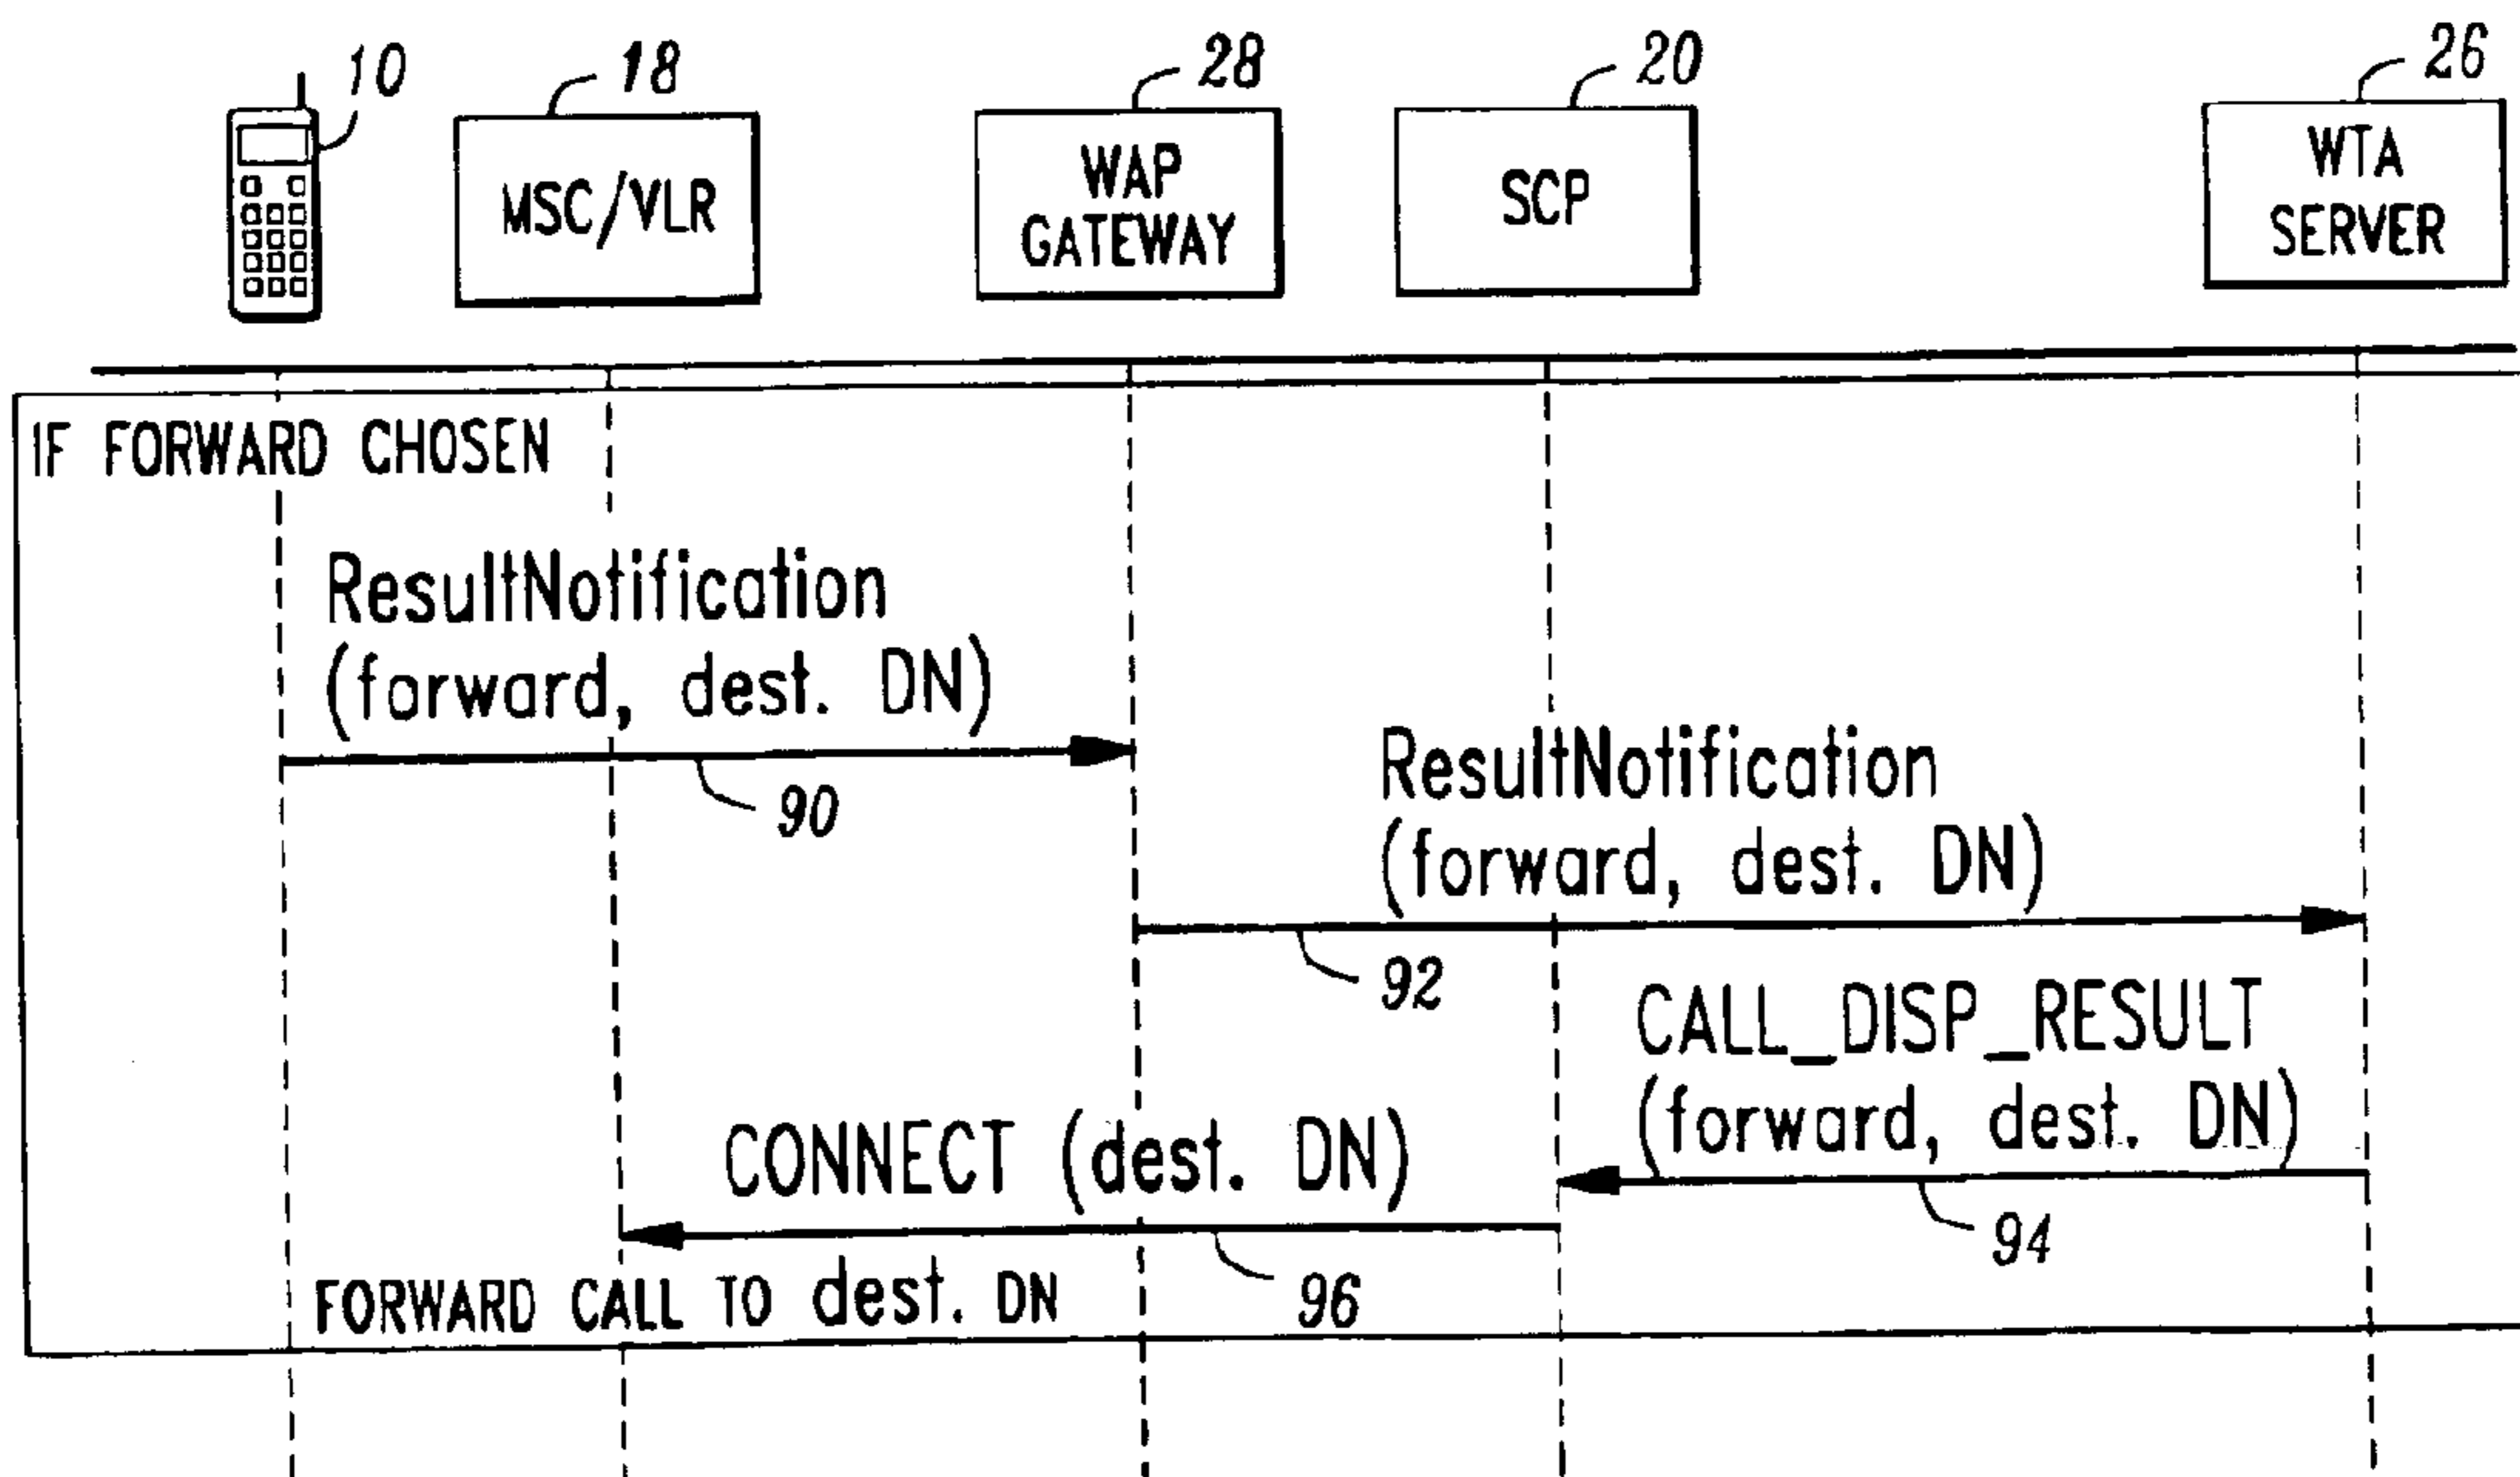 10
18
28
20
26
MSC/VLR
WAP
GATEWAY
SCP
WTA
SERVER
IF FORWARD CHOSEN
ResultNotification
(forward, dest. DN)
90
ResultNotification
(forward, dest. DN)
92
CALL_DISP_RESULT
(forward, dest. DN)
94
CONNECT (dest. DN)
96
FORWARD CALL TO dest. DN